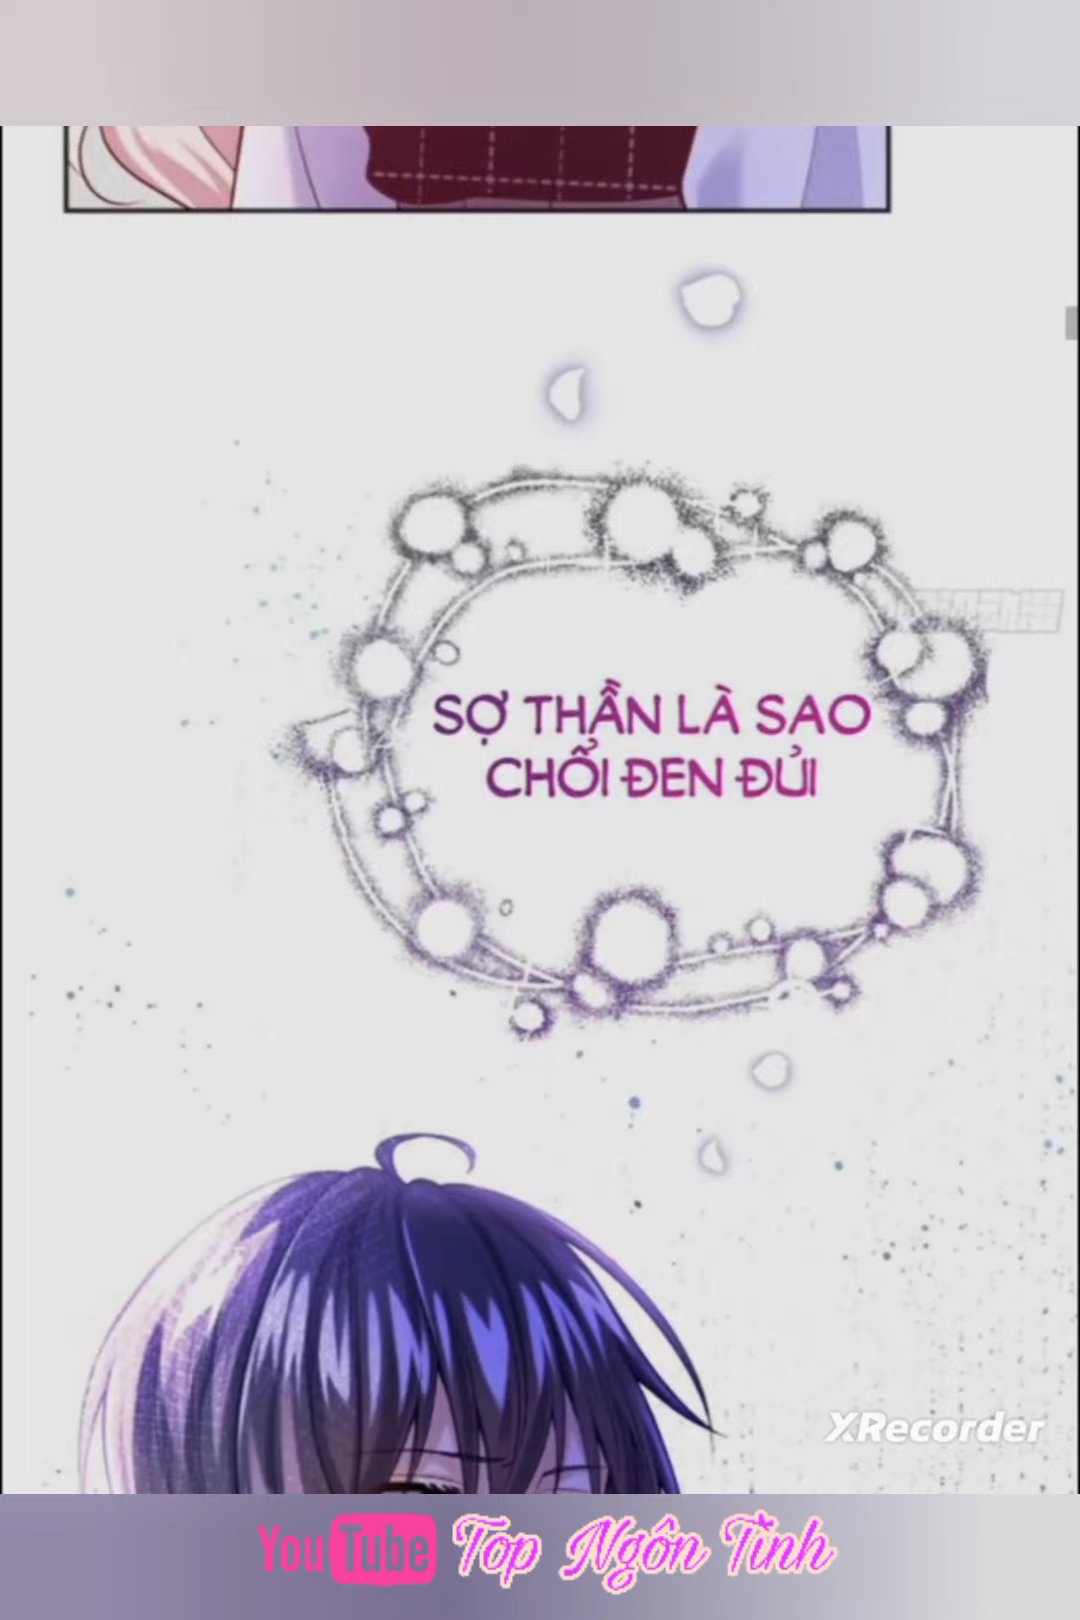 SỢ THẦN LÀ SAO
CHỔI ĐEN ĐỦI
XRecorder
YouTube Top Ngôn Tình